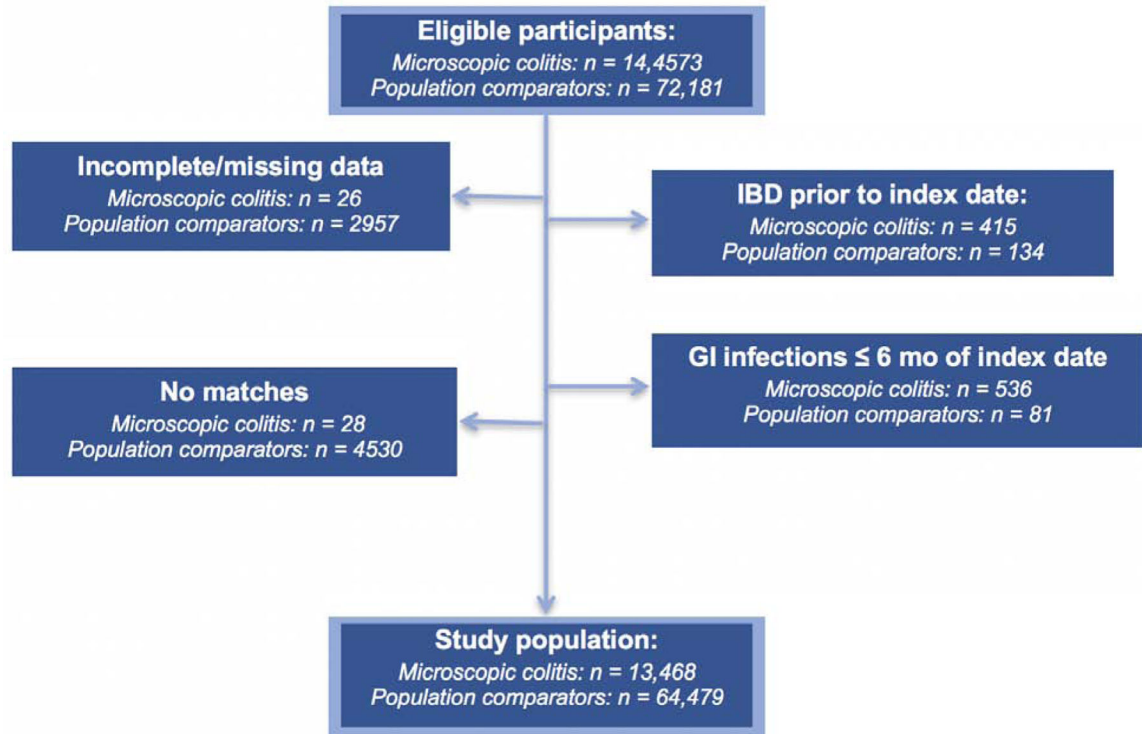 Eligible participants:
Microscopic colitis: n = 14,4573
Population comparators: n = 72,181
Incomplete/missing data
Microscopic colitis: n = 26
Population comparators: n = 2957
IBD prior to index date:
Microscopic colitis: n = 415
Population comparators: n = 134
GI infections ≤ 6 mo of index date
Microscopic colitis: n = 536
Population comparators: n = 81
No matches
Microscopic colitis: n = 28
Population comparators: n = 4530
Study population:
Microscopic colitis: n = 13,468
Population comparators: n = 64,479